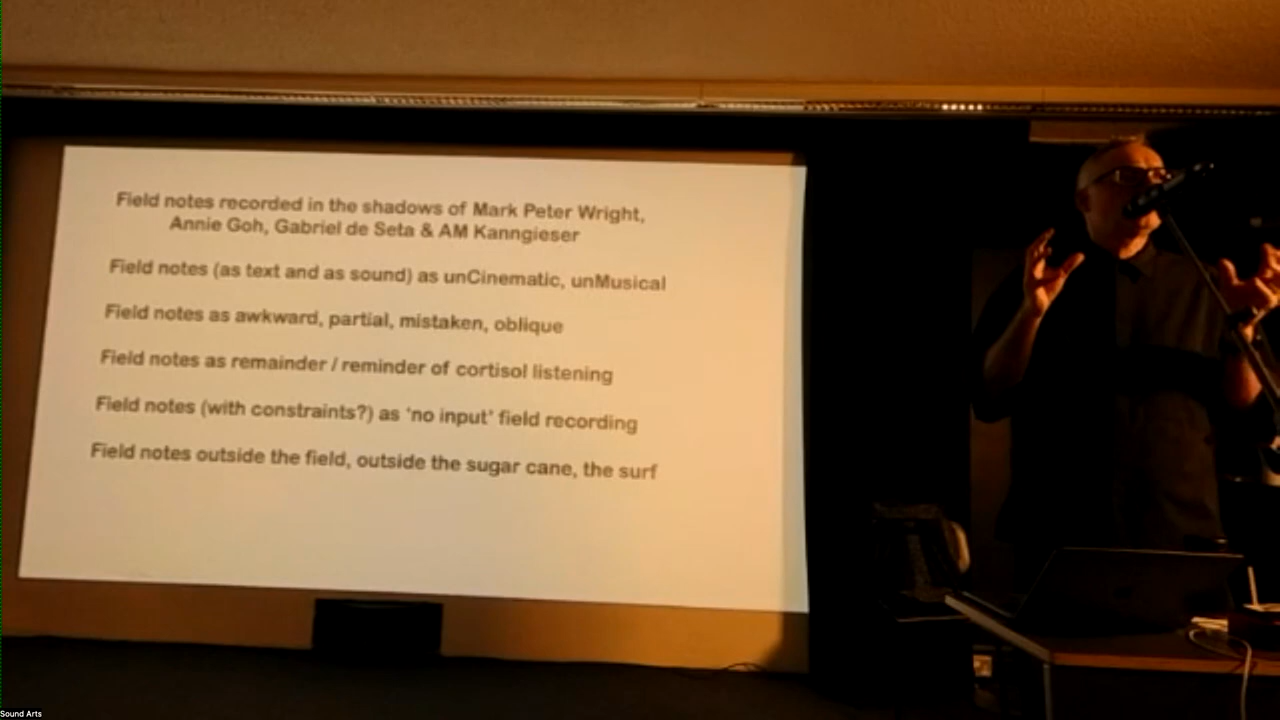 Field notes recorded in the shadows of Mark Peter Wright,
Annie Goh, Gabriel de Seta & AM Kanngieser
Field notes (as text and as sound) as unCinematic, unMusical
Field notes as awkward, partial, mistaken, oblique
Field notes as remainder / reminder of cortisol listening
Field notes (with constraints?) as ‘no input’ field recording
Field notes outside the field, outside the sugar cane, the surf
Sound Arts